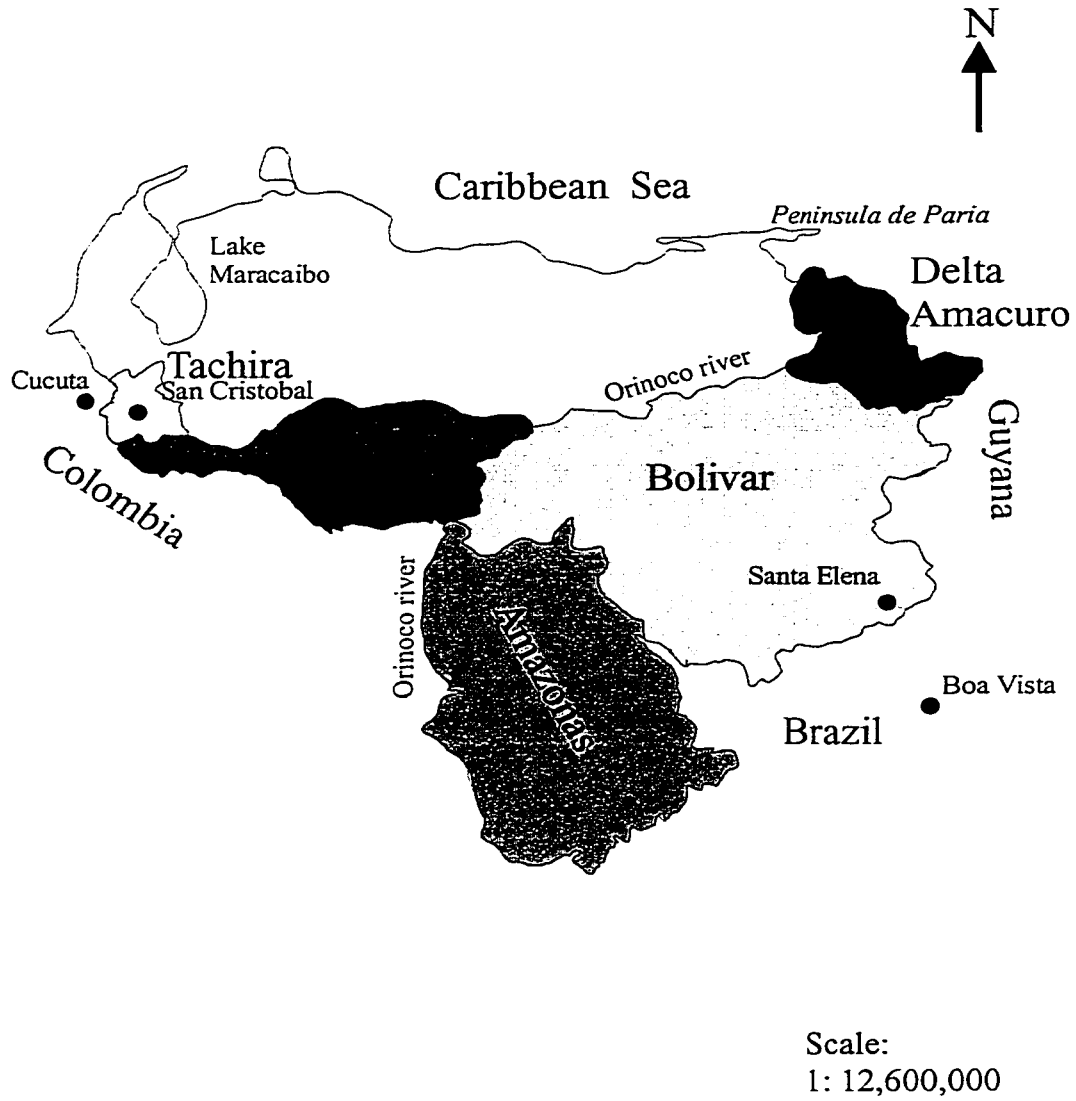 N
Caribbean Sea
Peninsula de Paria
Lake
Maracaibo
Delta
Amacuro
Tachira
Cucuta
San Cristobal
Orinoco river
Guyana
Colombia
Bolivar
Santa Elena
Orinoco river
Amazonas
Boa Vista
Brazil
Scale:
1: 12,600,000